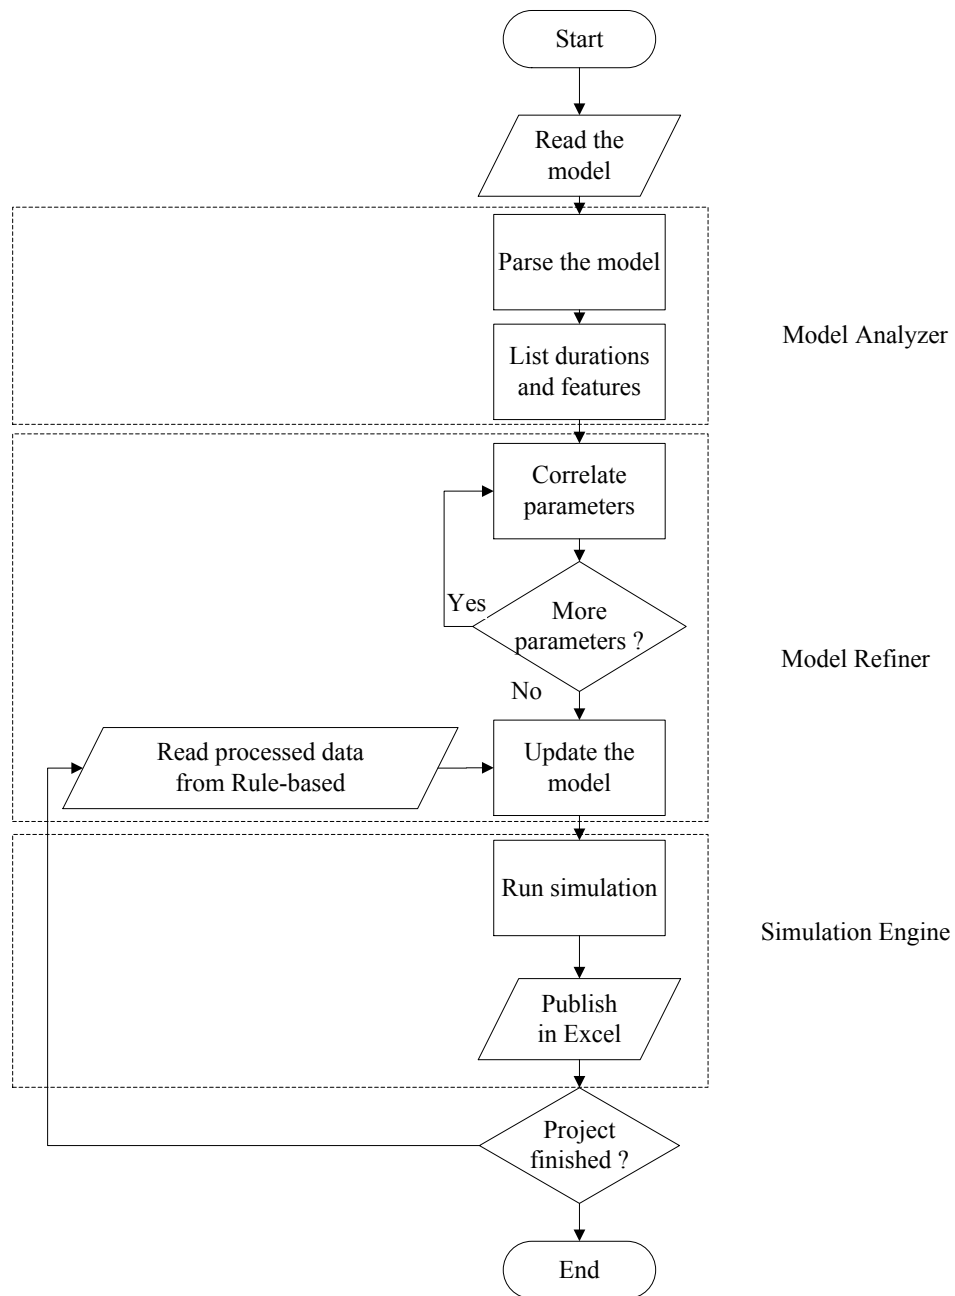 Start
Read the
model
Parse the model
List durations
and features
Model Analyzer
Correlate
parameters
Yes
More
parameters ?
Model Refiner
No
Read processed data
from Rule-based
Update the
model
Run simulation
Simulation Engine
Publish
in Excel
Project
finished ?
End